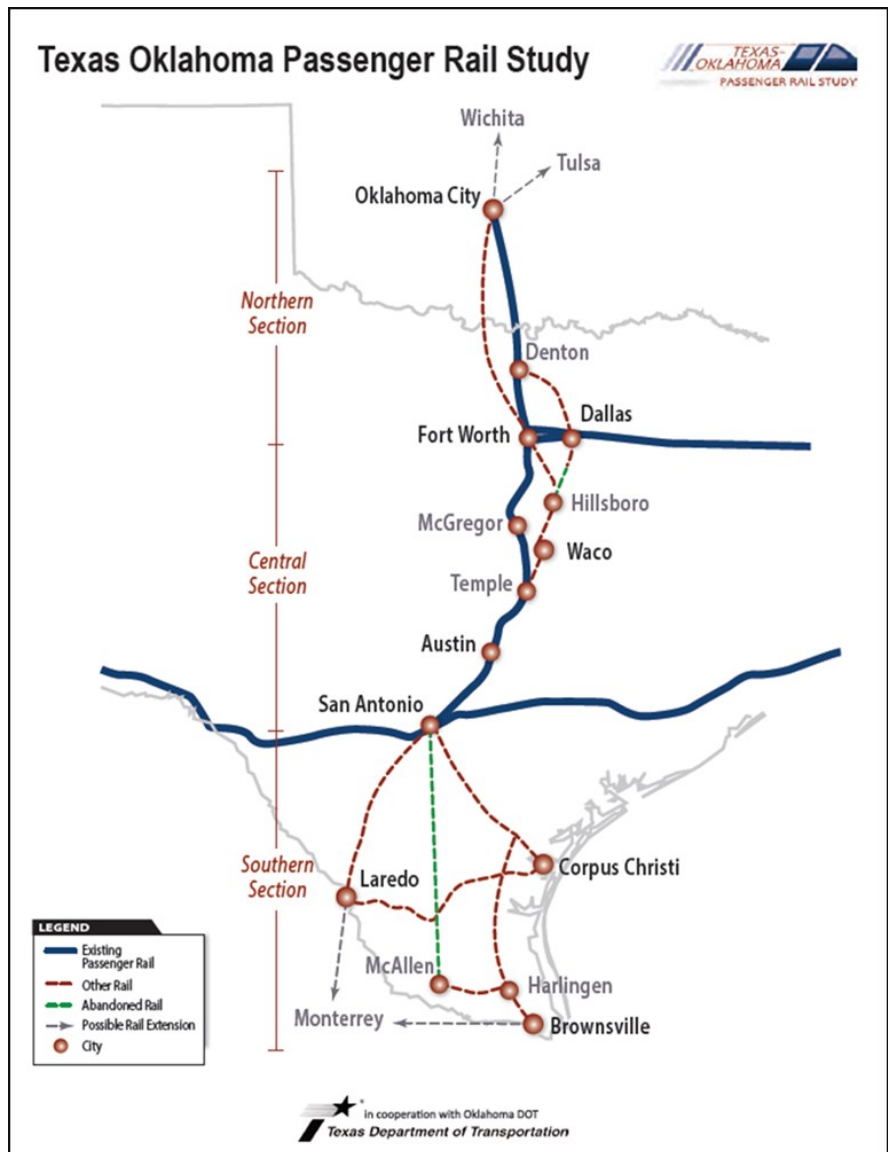 Texas Oklahoma Passenger Rail Study
TEXAS-
OKLAHOMA
PASSENGER RAIL STUDY
Wichita
Tulsa
Oklahoma City
Northern
Section
Denton
Dallas
Fort Worth
Hillsboro
McGregor
Waco
Central
Section
Temple
Austin
San Antonio
Southern
Section
Corpus Christi
Laredo
McAllen
Harlingen
Monterrey
Brownsville
LEGEND
Existing
Passenger Rail
Other Rail
Abandoned Rail
Possible Rail Extension
City
in cooperation with Oklahoma DOT
Texas Department of Transportation